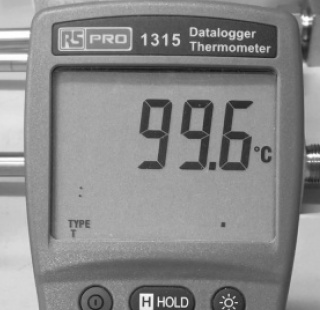 RS PRO 1315 Datalogger
Thermometer
99.6 °C
:
TYPE
T
H HOLD